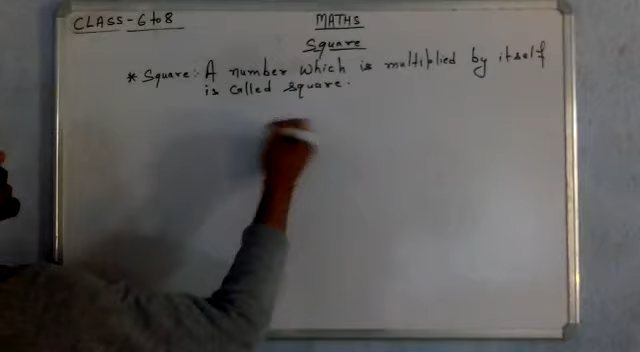 CLASS-6 to 8
MATHS
Square
* Square: A number which is multiplied by itself
is called square.